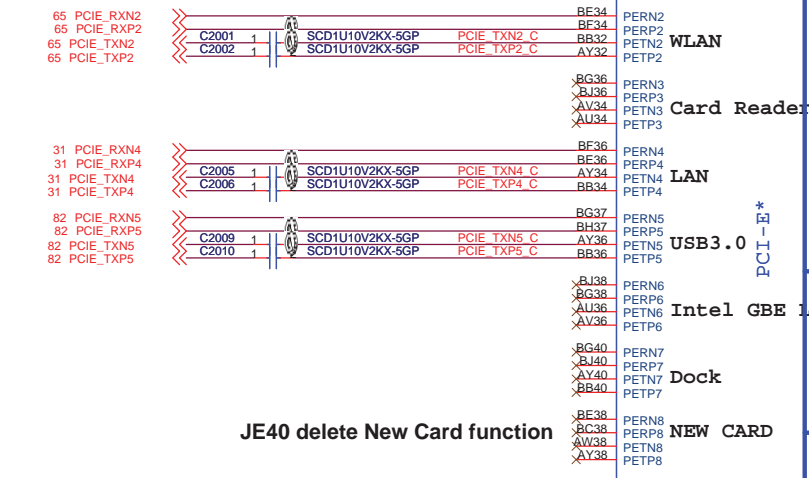 65 PCIE_RXN2 BE34 PERN2
65 PCIE_RXP2 BF34 PERP2
65 PCIE_TXN2 C2001 1 SCD1U10V2KX-5GP PCIE_TXN2_C BB32 PETN2 WLAN
65 PCIE_TXP2 C2002 1 SCD1U10V2KX-5GP PCIE_TXP2_C AY32 PETP2
BG36 PERN3
BJ36 PERP3
AV34 PETN3 Card Reader
AU34 PETP3
31 PCIE_RXN4 BF36 PERN4
31 PCIE_RXP4 BE36 PERP4
31 PCIE_TXN4 C2005 1 SCD1U10V2KX-5GP PCIE_TXN4_C AY34 PETN4 LAN
31 PCIE_TXP4 C2006 1 SCD1U10V2KX-5GP PCIE_TXP4_C BB34 PETP4
82 PCIE_RXN5 BG37 PERN5
82 PCIE_RXP5 BH37 PERP5
82 PCIE_TXN5 C2009 1 SCD1U10V2KX-5GP PCIE_TXN5_C AY36 PETN5 USB3.0
82 PCIE_TXP5 C2010 1 SCD1U10V2KX-5GP PCIE_TXP5_C BB36 PETP5
PCI-E*
BJ38 PERN6
BG38 PERP6
AU36 PETN6 Intel GBE
AV36 PETP6
BG40 PERN7
BJ40 PERP7
AY40 PETN7 Dock
BB40 PETP7
BE38 PERN8
JE40 delete New Card function BC38 PERP8 NEW CARD
AW38 PETN8
AY38 PETP8